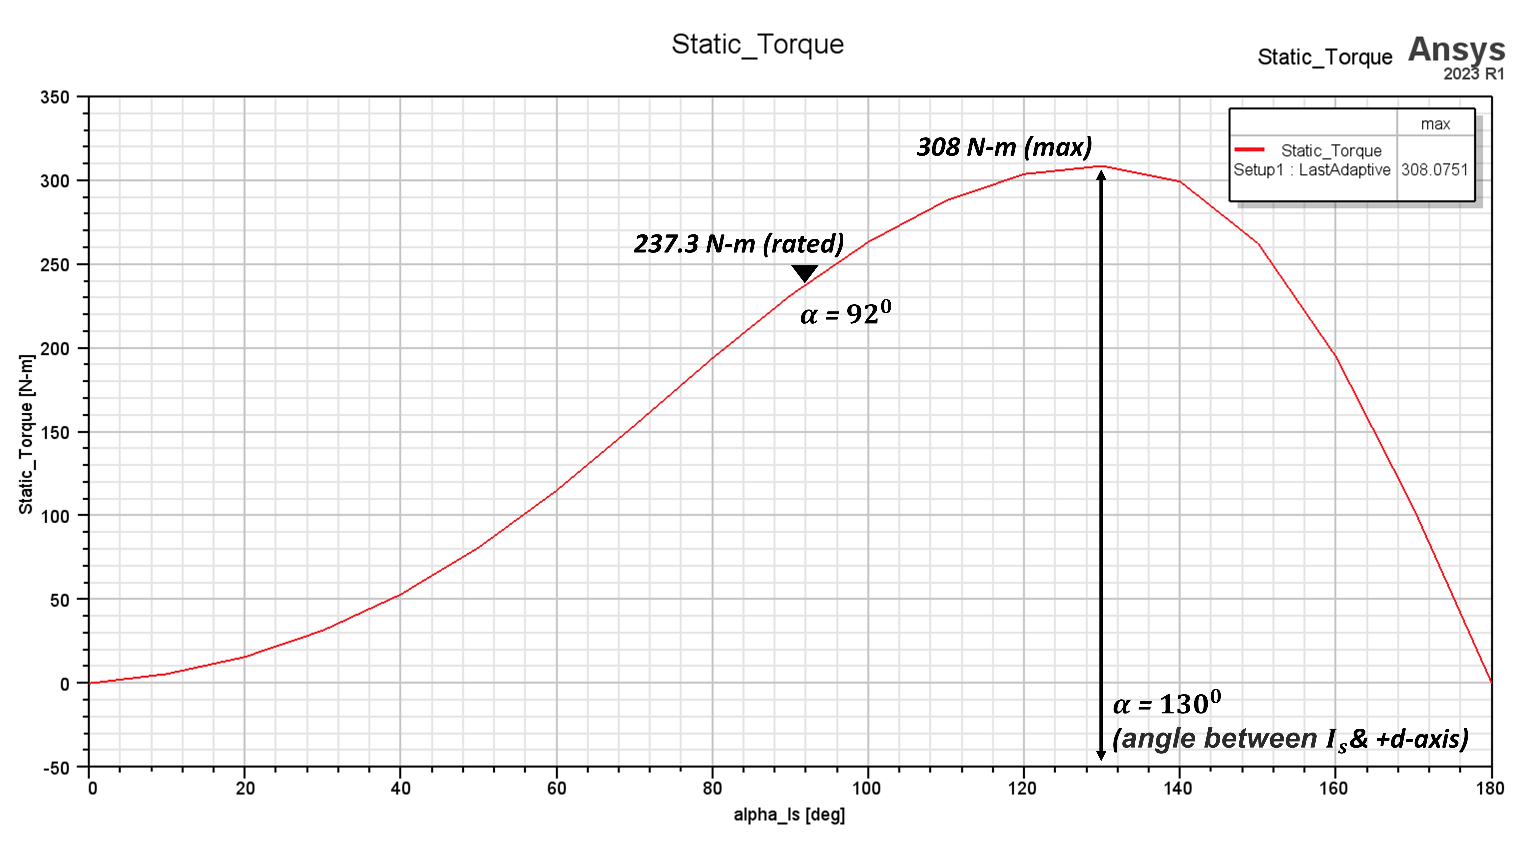 Static_Torque
Static_Torque Ansys
2023 R1
max
Static_Torque
Setup1 : LastAdaptive 308.0751
308 N-m (max)
237.3 N-m (rated)
α = 92⁰
α = 130⁰
(angle between Iₛ& +d-axis)
Static_Torque [N-m]
350
300
250
200
150
100
50
0
-50
0 20 40 60 80 100 120 140 160 180
alpha_Is [deg]